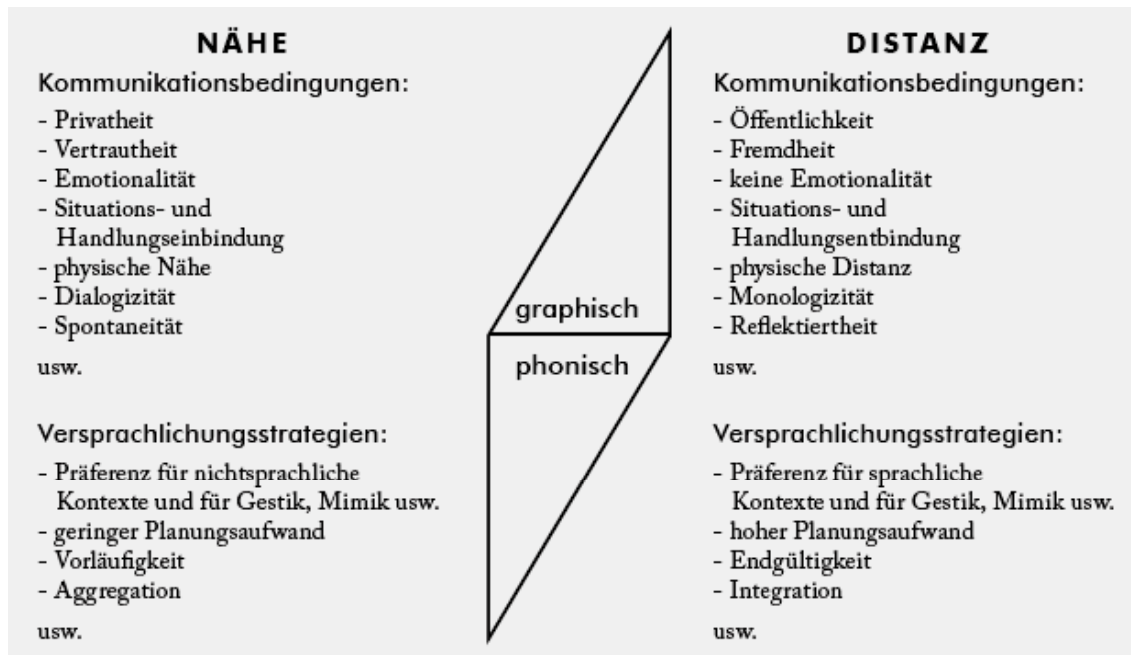 NÄHE
Kommunikationsbedingungen:
- Privatheit
- Vertrautheit
- Emotionalität
- Situations- und
Handlungseinbindung
- physische Nähe
- Dialogizität
- Spontaneität
usw.
Versprachlichungsstrategien:
- Präferenz für nichtsprachliche
Kontexte und für Gestik, Mimik usw.
- geringer Planungsaufwand
- Vorläufigkeit
- Aggregation
usw.
graphisch
phonisch
DISTANZ
Kommunikationsbedingungen:
- Öffentlichkeit
- Fremdheit
- keine Emotionalität
- Situations- und
Handlungsentbindung
- physische Distanz
- Monologizität
- Reflektiertheit
usw.
Versprachlichungsstrategien:
- Präferenz für sprachliche
Kontexte und für Gestik, Mimik usw.
- hoher Planungsaufwand
- Endgültigkeit
- Integration
usw.